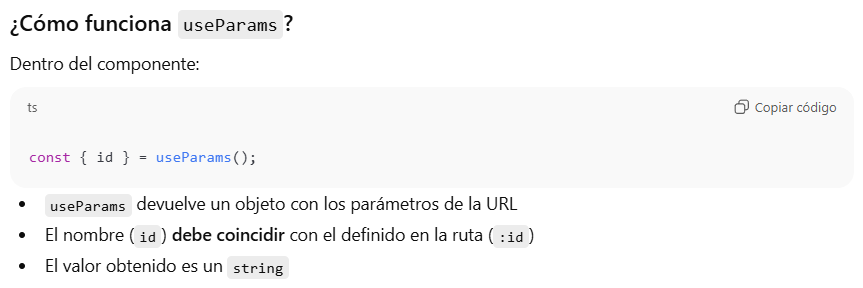 ¿Cómo funciona useParams?
Dentro del componente:
ts
Copiar código
const { id } = useParams();
• useParams devuelve un objeto con los parámetros de la URL
• El nombre (id) debe coincidir con el definido en la ruta (:id)
• El valor obtenido es un string